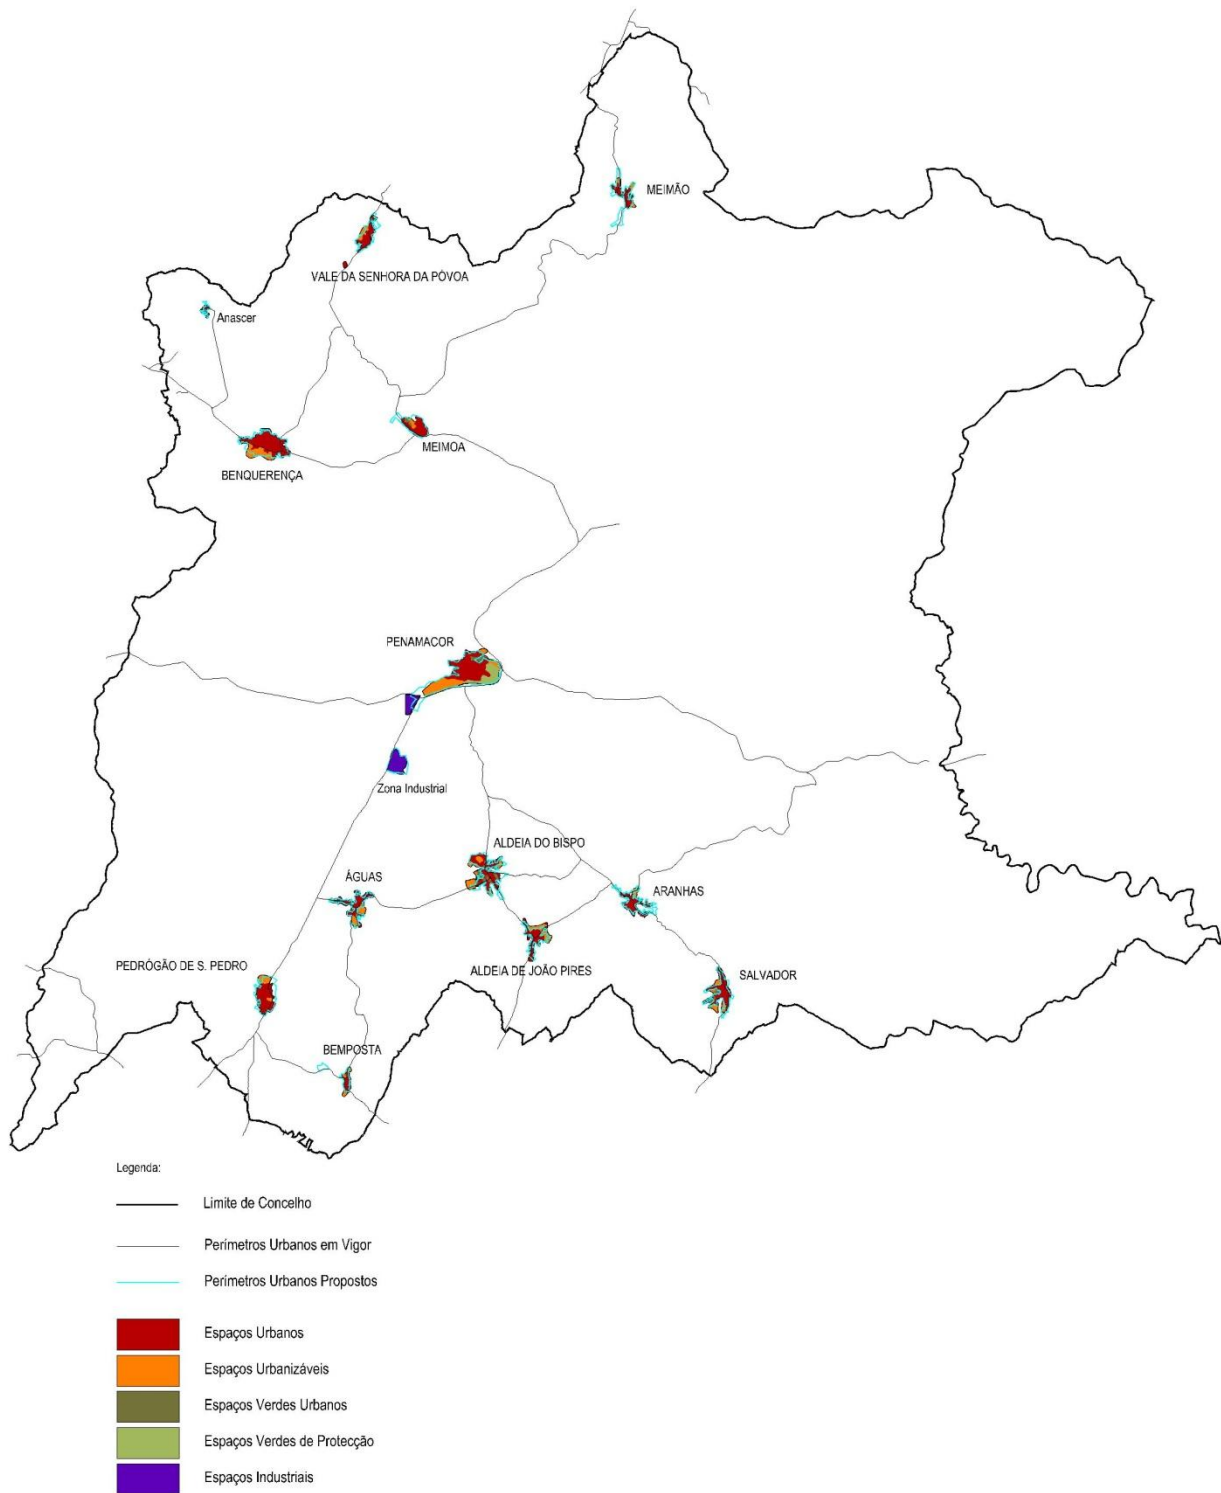 MEIMÃO
VALE DA SENHORA DA PÓVOA
Anascer
MEIMOA
BENQUERENÇA
PENAMACOR
Zona Industrial
ALDEIA DO BISPO
ÁGUAS
ARANHAS
PEDRÓGÃO DE S. PEDRO
ALDEIA DE JOÃO PIRES
SALVADOR
BEMPOSTA
Legenda:
Limite de Concelho
Perímetros Urbanos em Vigor
Perímetros Urbanos Propostos
Espaços Urbanos
Espaços Urbanizáveis
Espaços Verdes Urbanos
Espaços Verdes de Protecção
Espaços Industriais